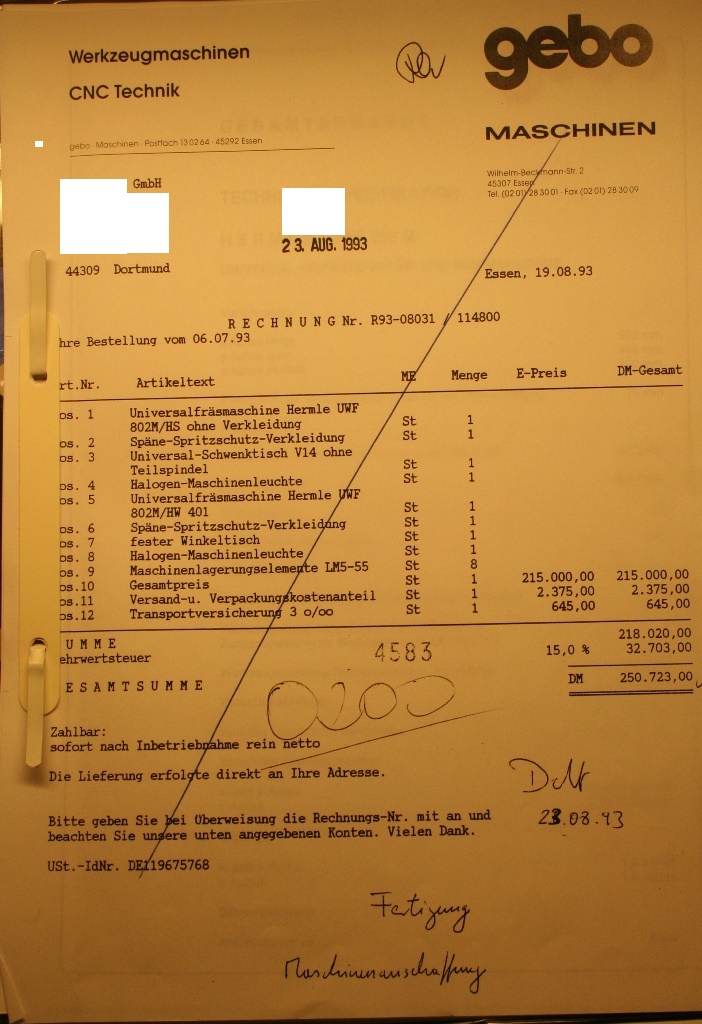 Werkzeugmaschinen
CNC Technik
gebo
MASCHINEN
gebo · Maschinen · Postfach 13 02 64 · 45292 Essen
Wilhelm-Beckmann-Str. 2
45307 Essen
Tel. (02 01) 28 30 01 · Fax (02 01) 28 30 09
GmbH
23. AUG. 1993
44309 Dortmund
Essen, 19.08.93
R E C H N U N G Nr. R93-08031 / 114800
hre Bestellung vom 06.07.93
rt.Nr. Artikeltext ME Menge E-Preis DM-Gesamt
os. 1 Universalfräsmaschine Hermle UWF
802M/HS ohne Verkleidung St 1
os. 2 Späne-Spritzschutz-Verkleidung St 1
os. 3 Universal-Schwenktisch V14 ohne
Teilspindel St 1
os. 4 Halogen-Maschinenleuchte St 1
os. 5 Universalfräsmaschine Hermle UWF
802M/HW 401 St 1
os. 6 Späne-Spritzschutz-Verkleidung St 1
os. 7 fester Winkeltisch St 1
os. 8 Halogen-Maschinenleuchte St 1
os. 9 Maschinenlagerungselemente LM5-55 St 8
os.10 Gesamtpreis St 1 215.000,00 215.000,00
os.11 Versand-u. Verpackungskostenanteil St 1 2.375,00 2.375,00
os.12 Transportversicherung 3 o/oo St 1 645,00 645,00
U M M E 218.020,00
ehrwertsteuer 15,0 % 32.703,00
4583
E S A M T S U M M E DM 250.723,00
0200
Zahlbar:
sofort nach Inbetriebnahme rein netto
Die Lieferung erfolgte direkt an Ihre Adresse.
23.08.93
Bitte geben Sie bei Überweisung die Rechnungs-Nr. mit an und
beachten Sie unsere unten angegebenen Konten. Vielen Dank.
USt.-IdNr. DE119675768
Fertigung
Maschinenanschaffung